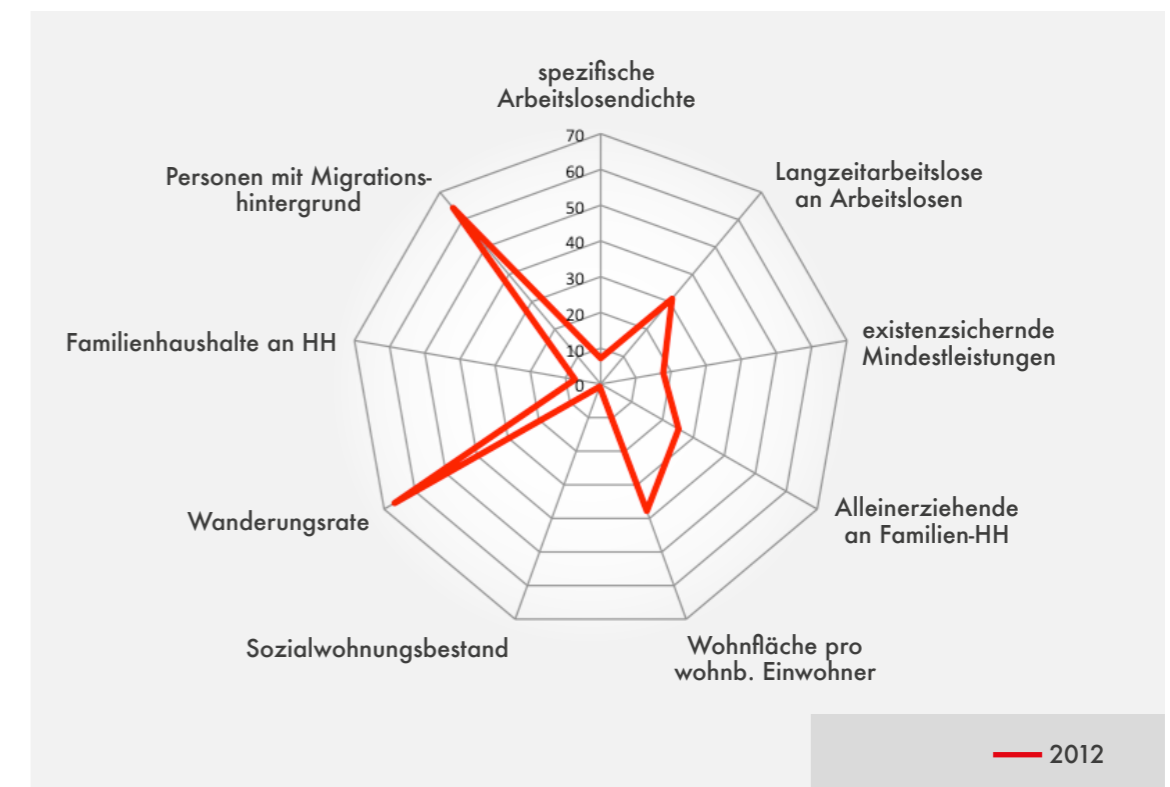 spezifische
Arbeitslosendichte
70
60
50
40
30
20
10
0
Langzeitarbeitslose
an Arbeitslosen
existenzsichernde
Mindestleistungen
Alleinerziehende
an Familien-HH
Wohnfläche pro
wohnb. Einwohner
Sozialwohnungsbestand
Wanderungsrate
Familienhaushalte an HH
Personen mit Migrations-
hintergrund
2012